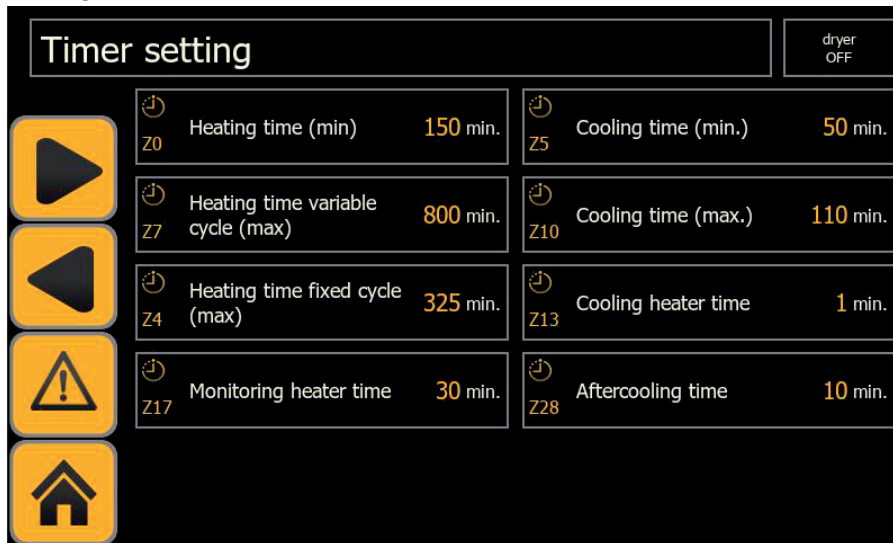 Timer setting
dryer
OFF
Z0 Heating time (min) 150 min.
Z5 Cooling time (min.) 50 min.
Z7 Heating time variable
cycle (max) 800 min.
Z10 Cooling time (max.) 110 min.
Z4 Heating time fixed cycle
(max) 325 min.
Z13 Cooling heater time 1 min.
Z17 Monitoring heater time 30 min.
Z28 Aftercooling time 10 min.